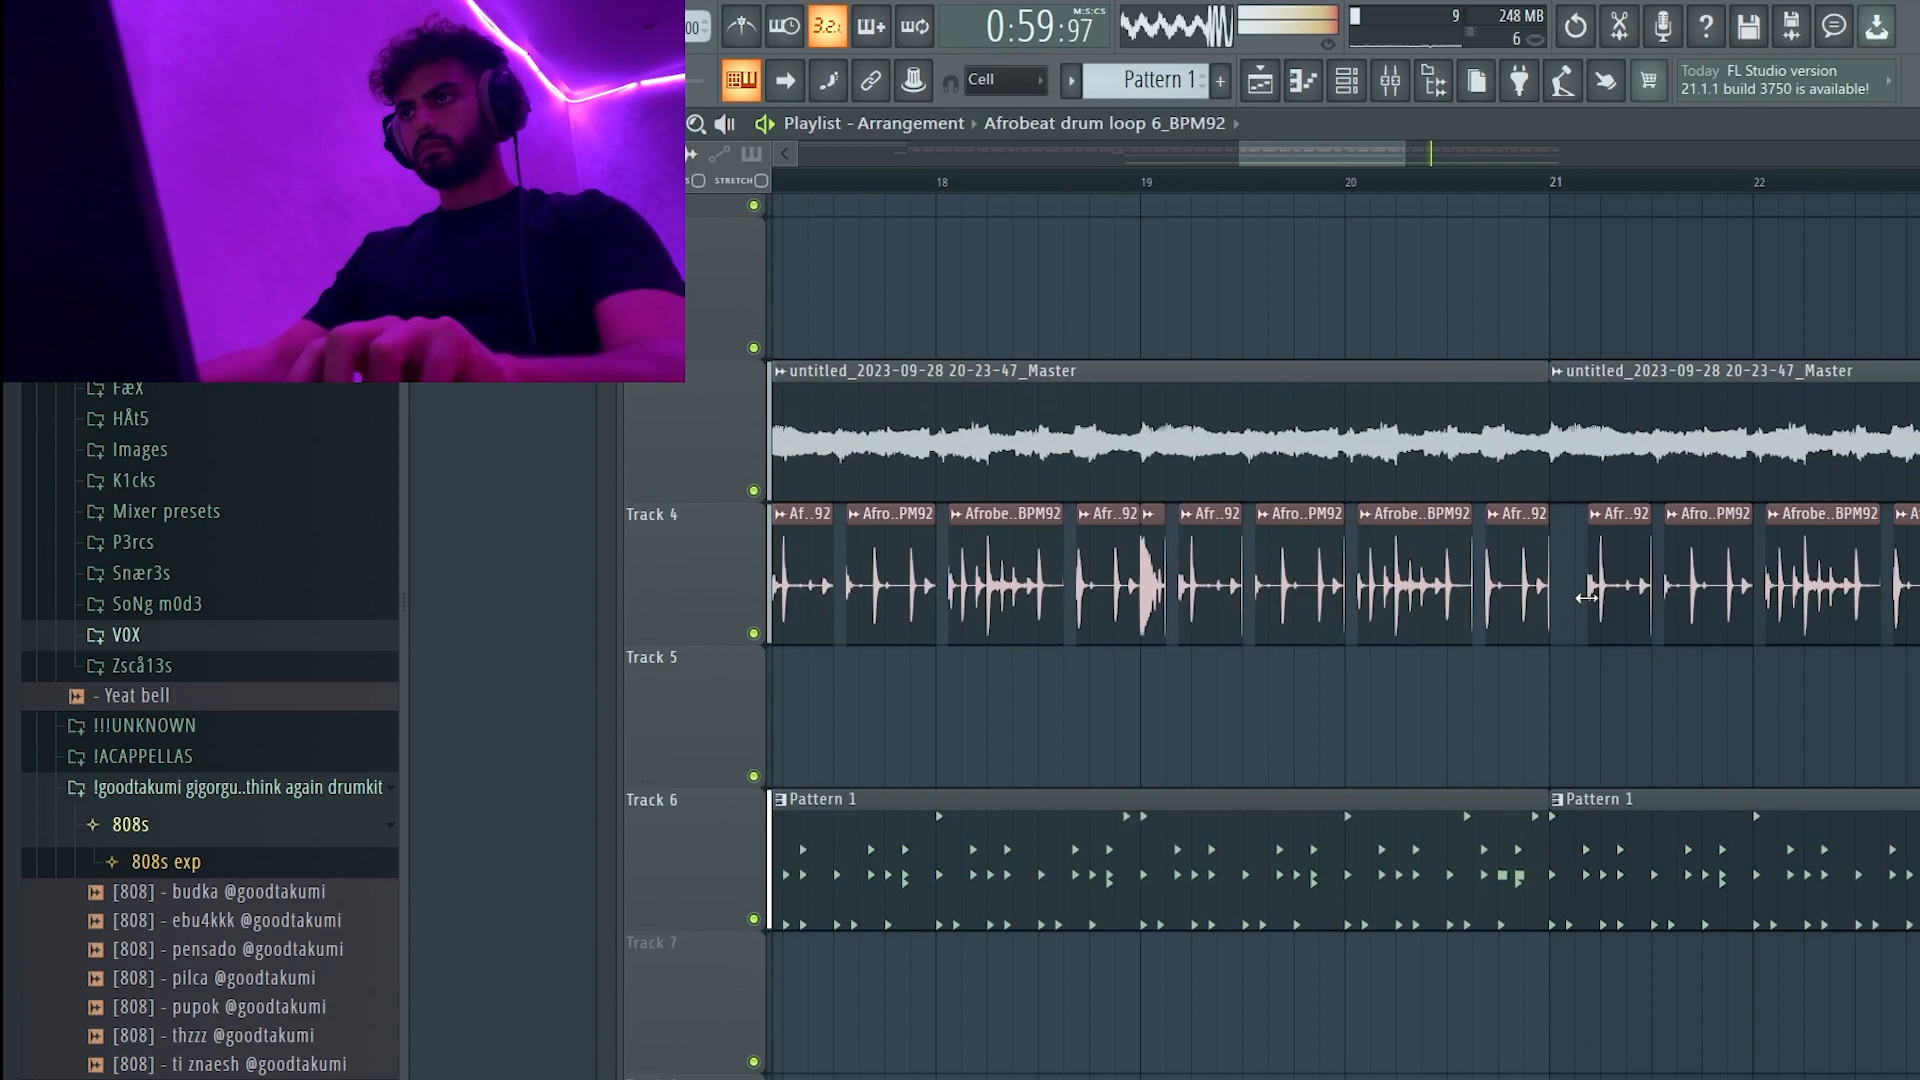 00
3.2.:
0:59:97
M:S:CS
9
248 MB
6
Cell
Pattern 1
+
Today FL Studio version
21.1.1 build 3750 is available!
Playlist - Arrangement ▸ Afrobeat drum loop 6_BPM92 ▸
S STRETCH
18 19 20 21 22
FæX
HÅt5
Images
K1cks
Mixer presets
P3rcs
Snær3s
SoNg m0d3
VOX
Zscå13s
- Yeat bell
!!!UNKNOWN
!ACAPPELLAS
!goodtakumi gigorgu..think again drumkit
808s
808s exp
[808] - budka @goodtakumi
[808] - ebu4kkk @goodtakumi
[808] - pensado @goodtakumi
[808] - pilca @goodtakumi
[808] - pupok @goodtakumi
[808] - thzzz @goodtakumi
[808] - ti znaesh @goodtakumi
untitled_2023-09-28 20-23-47_Master untitled_2023-09-28 20-23-47_Master
Track 4
Af..92 Afro..PM92 Afrobe..BPM92 Afr..92 Afr..92 Afro..PM92 Afrobe..BPM92 Afr..92 Afr..92 Afro..PM92 Afrobe..BPM92 A
Track 5
Track 6
Pattern 1 Pattern 1
Track 7